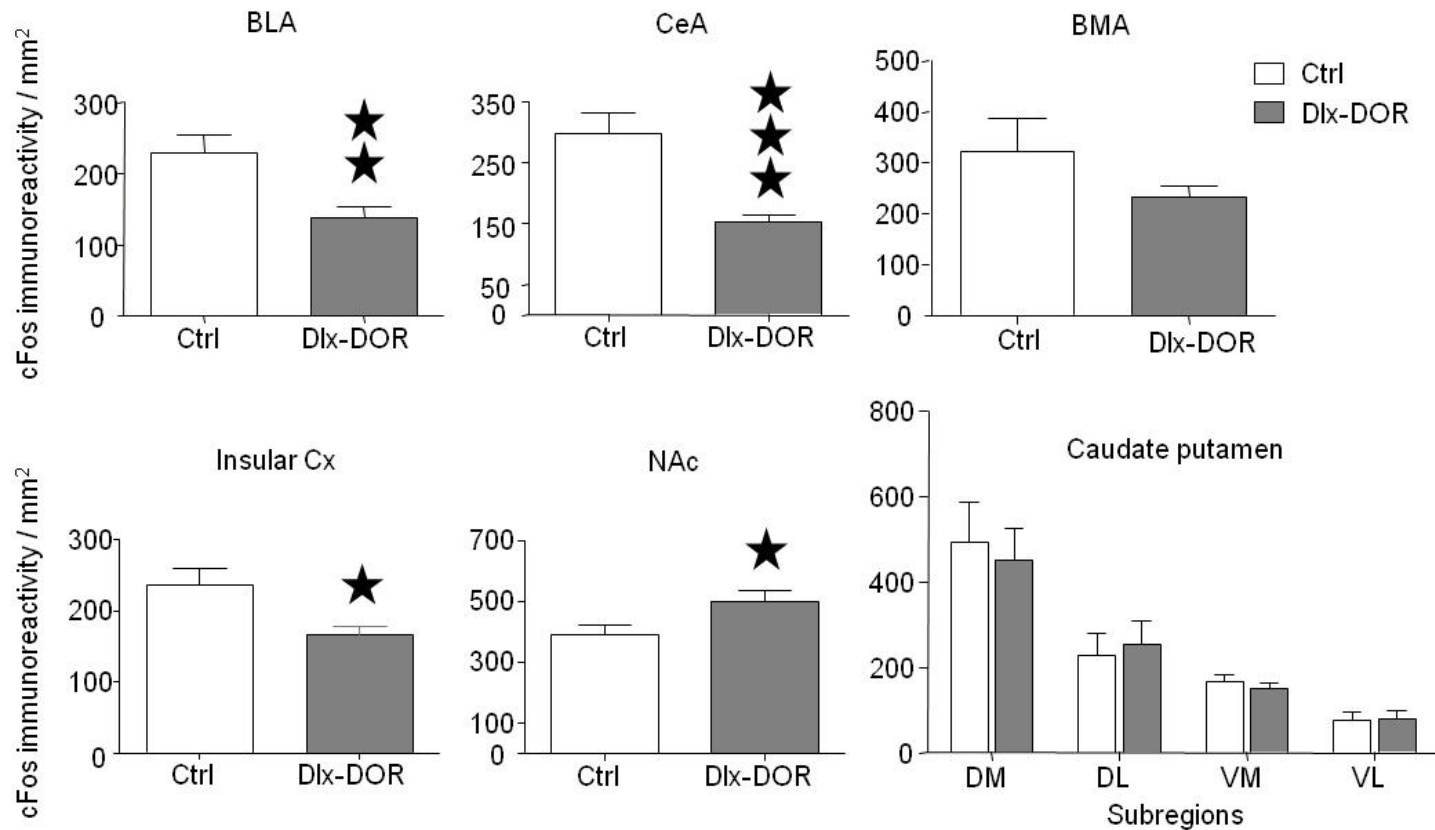 BLA
cFos immunoreactivity / mm²
300
200
100
0
Ctrl
Dlx-DOR
CeA
350
250
150
50
0
Ctrl
Dlx-DOR
BMA
500
400
300
200
100
0
Ctrl
Dlx-DOR
Ctrl
Dlx-DOR
Insular Cx
cFos immunoreactivity / mm²
300
200
100
0
Ctrl
Dlx-DOR
NAc
700
500
300
100
0
Ctrl
Dlx-DOR
Caudate putamen
800
600
400
200
0
DM
DL
VM
VL
Subregions